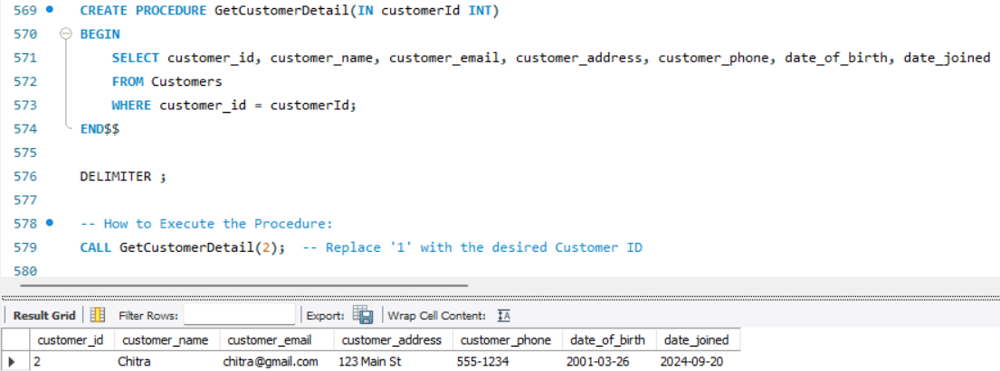 569 CREATE PROCEDURE GetCustomerDetail(IN customerId INT)
570 BEGIN
571 SELECT customer_id, customer_name, customer_email, customer_address, customer_phone, date_of_birth, date_joined
572 FROM Customers
573 WHERE customer_id = customerId;
574 END$$
575
576 DELIMITER ;
577
578 -- How to Execute the Procedure:
579 CALL GetCustomerDetail(2); -- Replace '1' with the desired Customer ID
580
Result Grid Filter Rows: Export: Wrap Cell Content: IA
customer_id customer_name customer_email customer_address customer_phone date_of_birth date_joined
2 Chitra chitra@gmail.com 123 Main St 555-1234 2001-03-26 2024-09-20